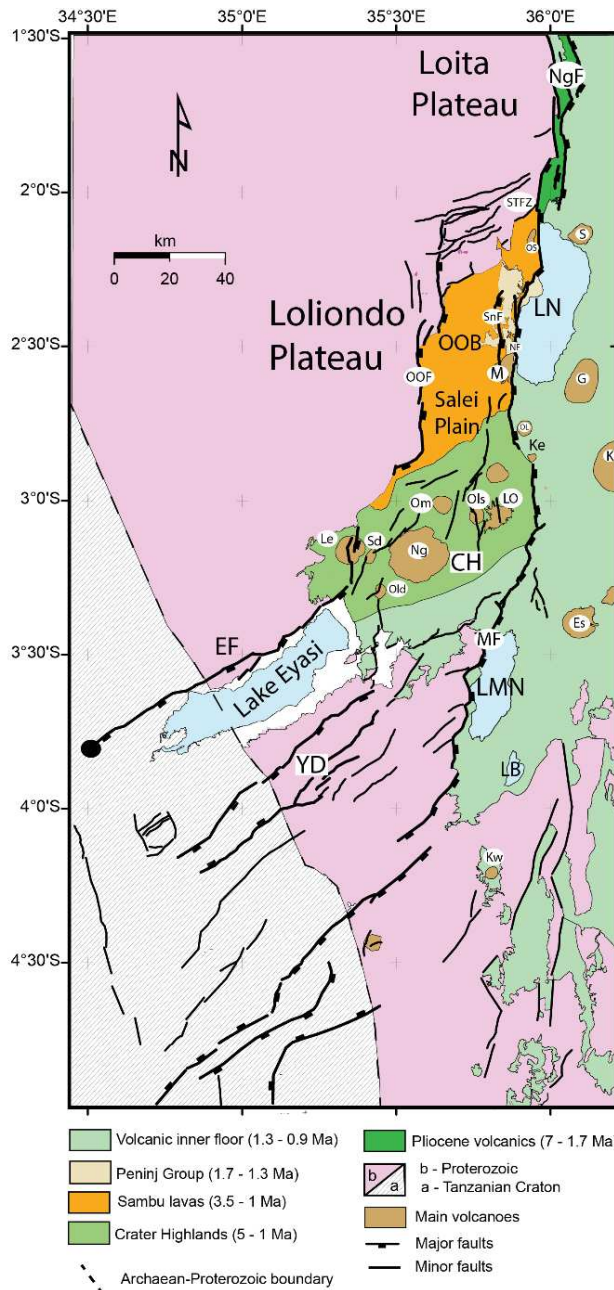 34°30'E 35°0'E 35°30'E 36°0'E
1°30'S
Loita
Plateau
NgF
N
2°0'S
STFZ
km
0 20 40
OS
S
LN
Loliondo
Plateau
SnF
2°30'S
OOB
NF
OOF
M
G
Salei
Plain
OL
Ke
K
3°0'S
Om
Ols
LO
Le
Sd
Ng
CH
Old
Es
EF
MF
3°30'S
Lake Eyasi
LMN
YD
LB
4°0'S
Kw
4°30'S
Volcanic inner floor (1.3 - 0.9 Ma)
Pliocene volcanics (7 - 1.7 Ma
Peninj Group (1.7 - 1.3 Ma)
b
a
b - Proterozoic
a - Tanzanian Craton
Sambu lavas (3.5 - 1 Ma)
Main volcanoes
Crater Highlands (5 - 1 Ma)
Major faults
Minor faults
Archaean-Proterozoic boundary